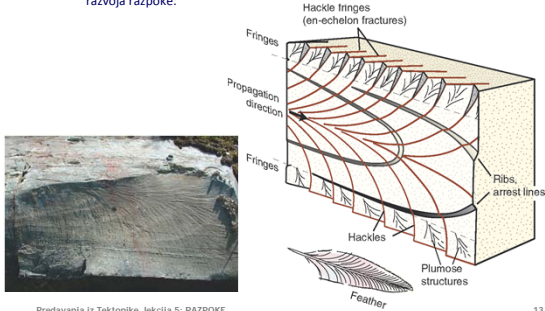 razvoja razpoke.
Hackle fringes
(en-echelon fractures)
Fringes
Propagation
direction
Fringes
Ribs,
arrest lines
Hackles
Plumose
structures
Feather
Predavanja iz Tektonike, lekcija 5: RAZPOKE
13